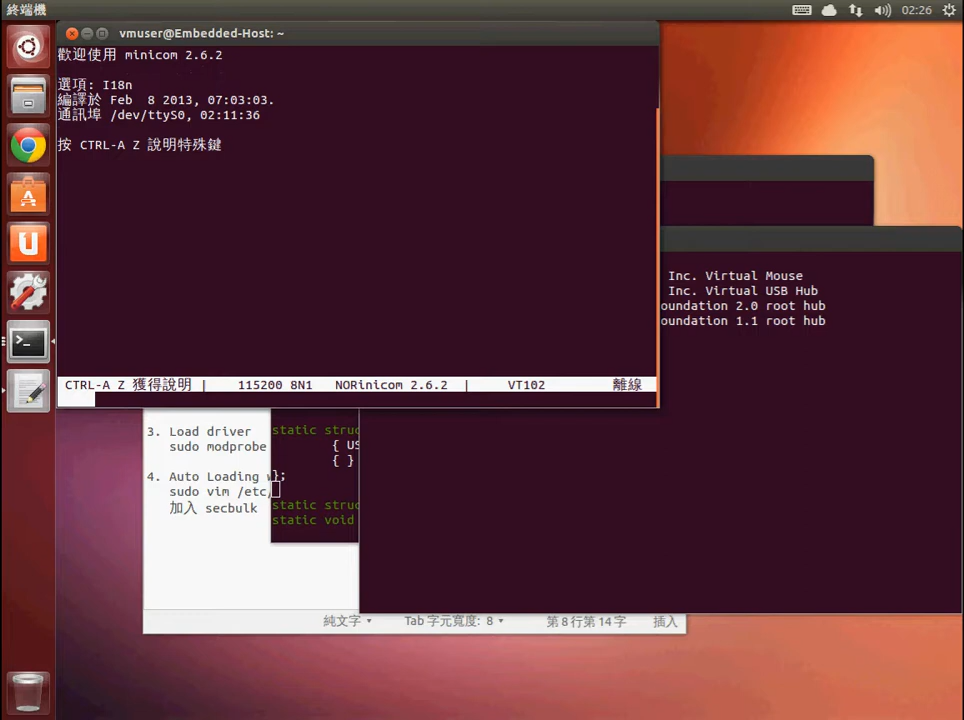 終端機
02:26
vmuser@Embedded-Host: ~
歡迎使用 minicom 2.6.2
選項: I18n
編譯於 Feb  8 2013, 07:03:03.
通訊埠 /dev/ttyS0, 02:11:36
按 CTRL-A Z 說明特殊鍵
CTRL-A Z 獲得說明 |    115200 8N1   NORinicom 2.6.2  |     VT102         離線
Inc. Virtual Mouse
Inc. Virtual USB Hub
oundation 2.0 root hub
oundation 1.1 root hub
3. Load driver
sudo modprobe
4. Auto Loading
sudo vim /etc/
加入 secbulk
static struc
{ US
{ }
};
static struc
static void
純文字
Tab 字元寬度: 8
第 8 行第 14 字
插入